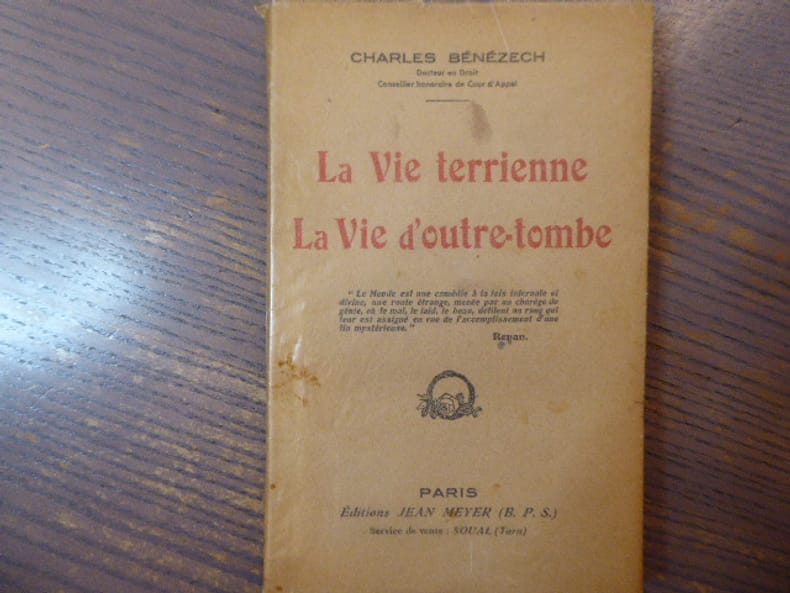 CHARLES BÉNÉZECH
Docteur en Droit
Conseiller honoraire de Cour d'Appel
La Vie terrienne
La Vie d'outre-tombe
" Le Monde est une comédie à la fois infernale et
divine, une route étrange, menée par un chorège de
génie, où le mal, le laid, le beau, défilent au rang qui
leur est assigné en vue de l'accomplissement d'une
fin mystérieuse. "
Renan.
PARIS
Éditions JEAN MEYER (B. P. S.)
Service de vente : SOUAL (Tarn)